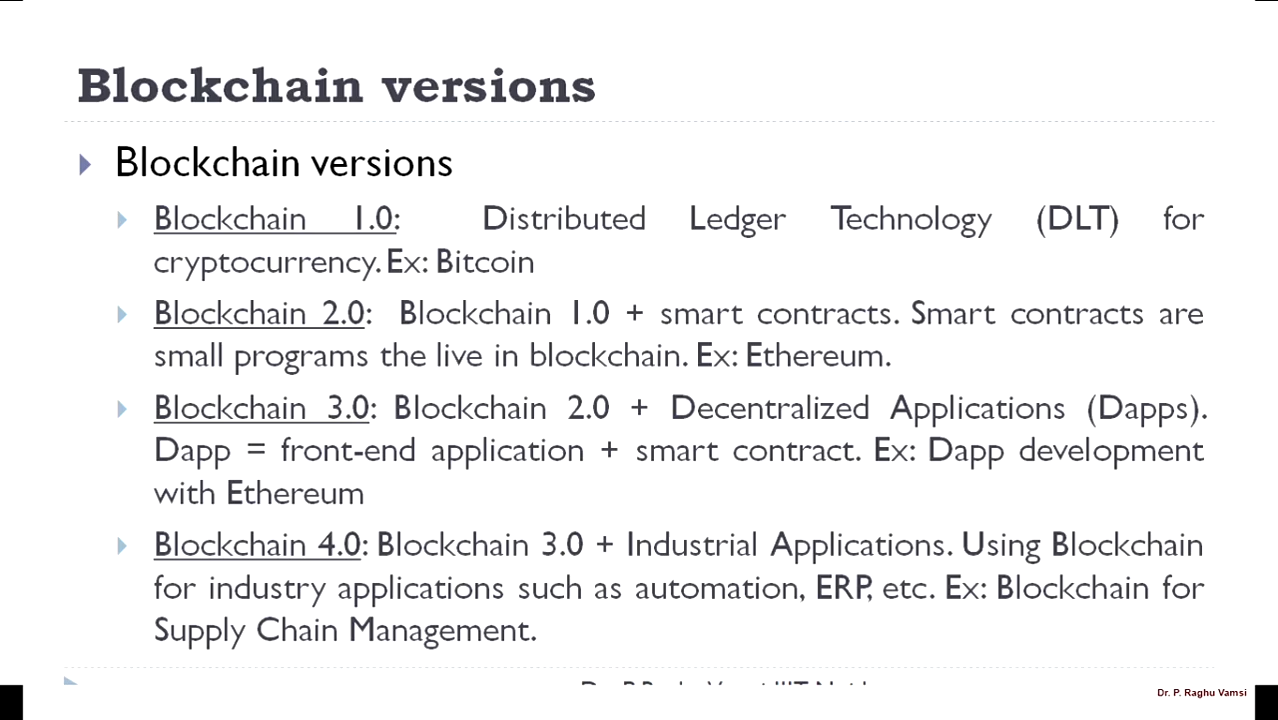 Blockchain versions
Blockchain versions
Blockchain 1.0: Distributed Ledger Technology (DLT) for
cryptocurrency. Ex: Bitcoin
Blockchain 2.0: Blockchain 1.0 + smart contracts. Smart contracts are
small programs the live in blockchain. Ex: Ethereum.
Blockchain 3.0: Blockchain 2.0 + Decentralized Applications (Dapps).
Dapp = front-end application + smart contract. Ex: Dapp development
with Ethereum
Blockchain 4.0: Blockchain 3.0 + Industrial Applications. Using Blockchain
for industry applications such as automation, ERP, etc. Ex: Blockchain for
Supply Chain Management.
Dr. P. Raghu Vamsi